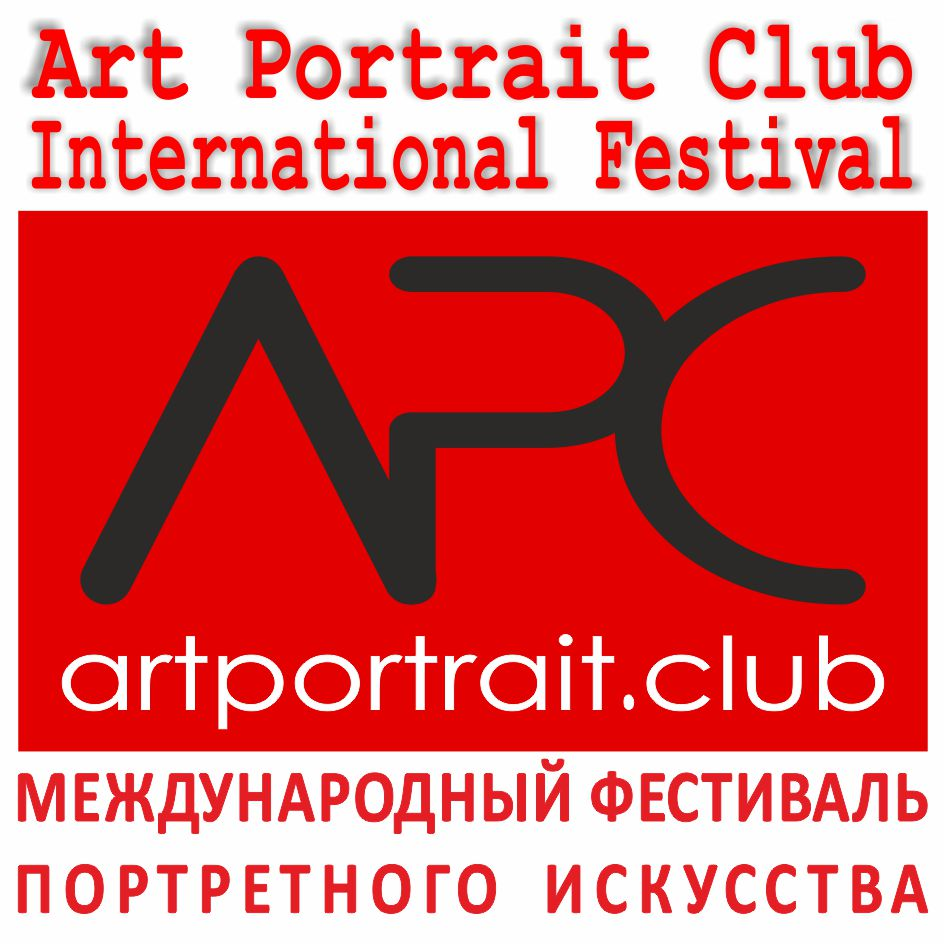 Art Portrait Club
International Festival
APC
artportrait.club
МЕЖДУНАРОДНЫЙ ФЕСТИВАЛЬ
ПОРТРЕТНОГО ИСКУССТВА